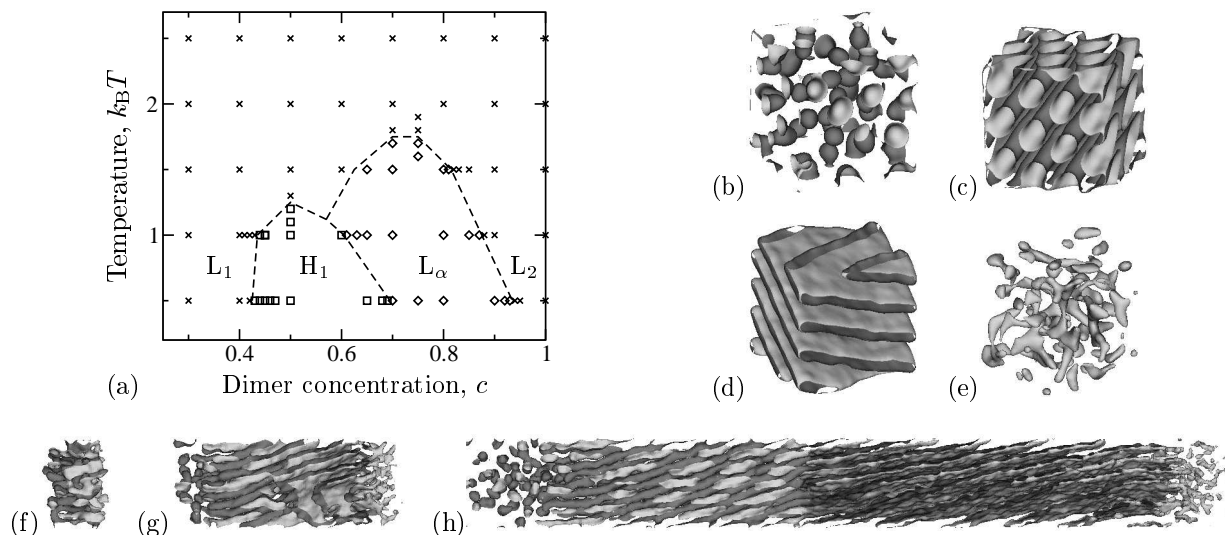 Temperature, k_BT
2
1
L₁
H₁
L_α
L₂
0.4
0.6
0.8
1
(a)
Dimer concentration, c
(b)
(c)
(d)
(e)
(f)
(g)
(h)